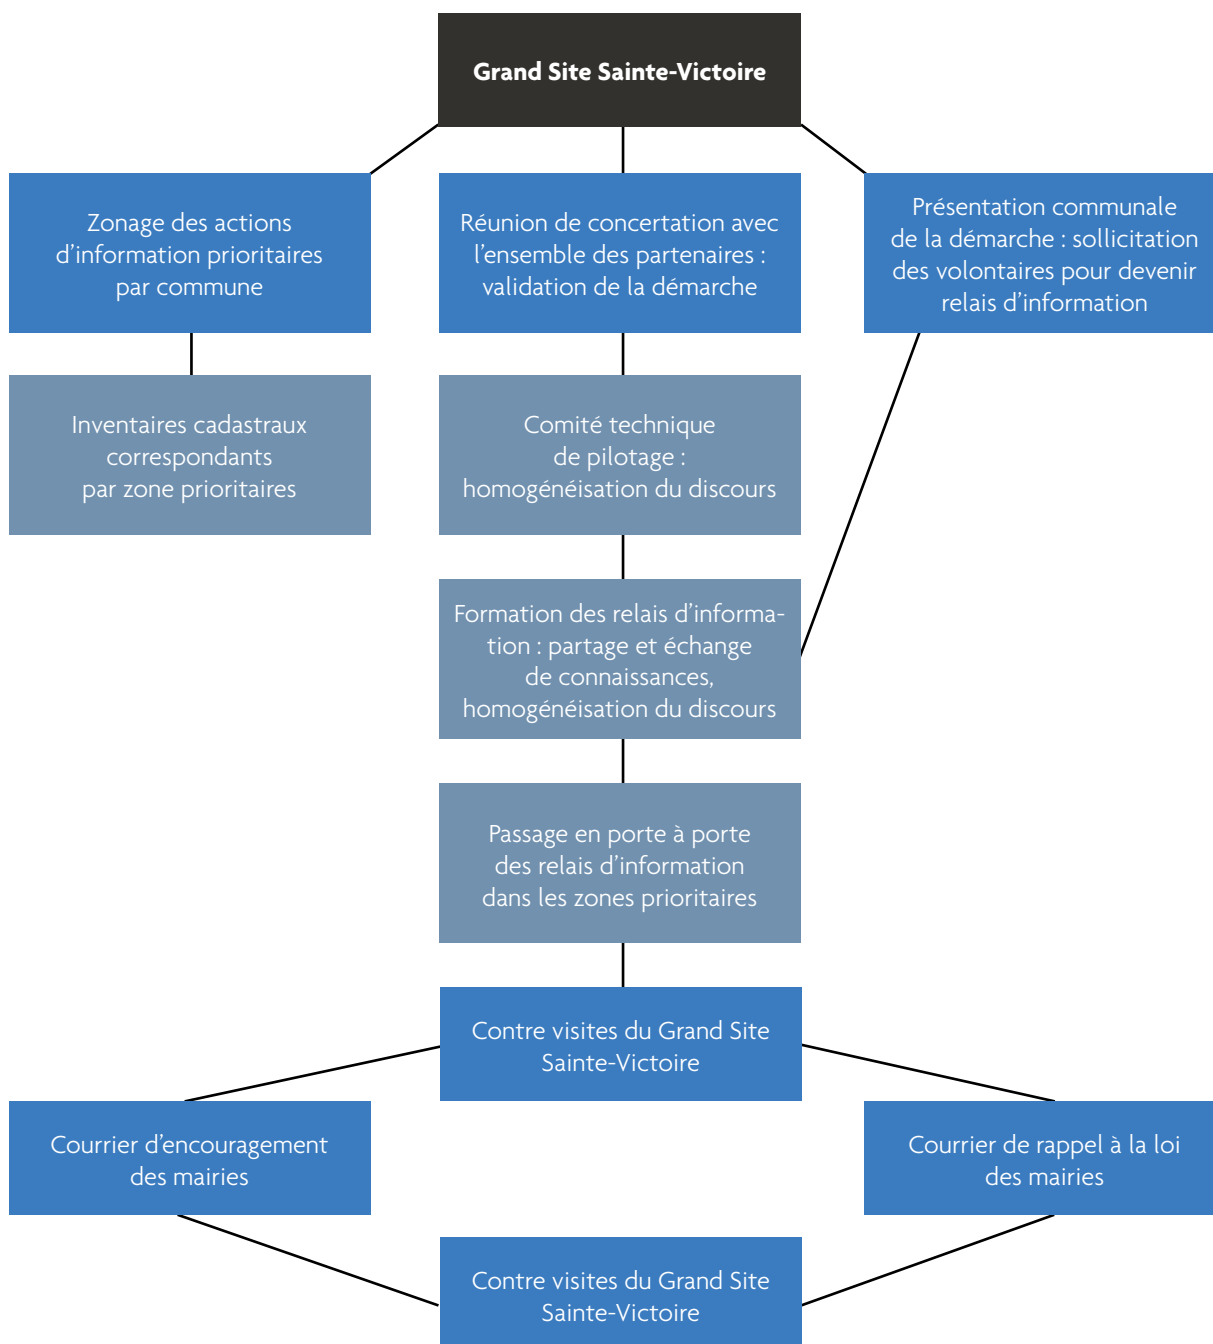 Grand Site Sainte-Victoire
Zonage des actions
d’information prioritaires
par commune
Réunion de concertation avec
l’ensemble des partenaires :
validation de la démarche
Présentation communale
de la démarche : sollicitation
des volontaires pour devenir
relais d’information
Inventaires cadastraux
correspondants
par zone prioritaires
Comité technique
de pilotage :
homogénéisation du discours
Formation des relais d’informa-
tion : partage et échange
de connaissances,
homogénéisation du discours
Passage en porte à porte
des relais d’information
dans les zones prioritaires
Contre visites du Grand Site
Sainte-Victoire
Courrier d’encouragement
des mairies
Courrier de rappel à la loi
des mairies
Contre visites du Grand Site
Sainte-Victoire